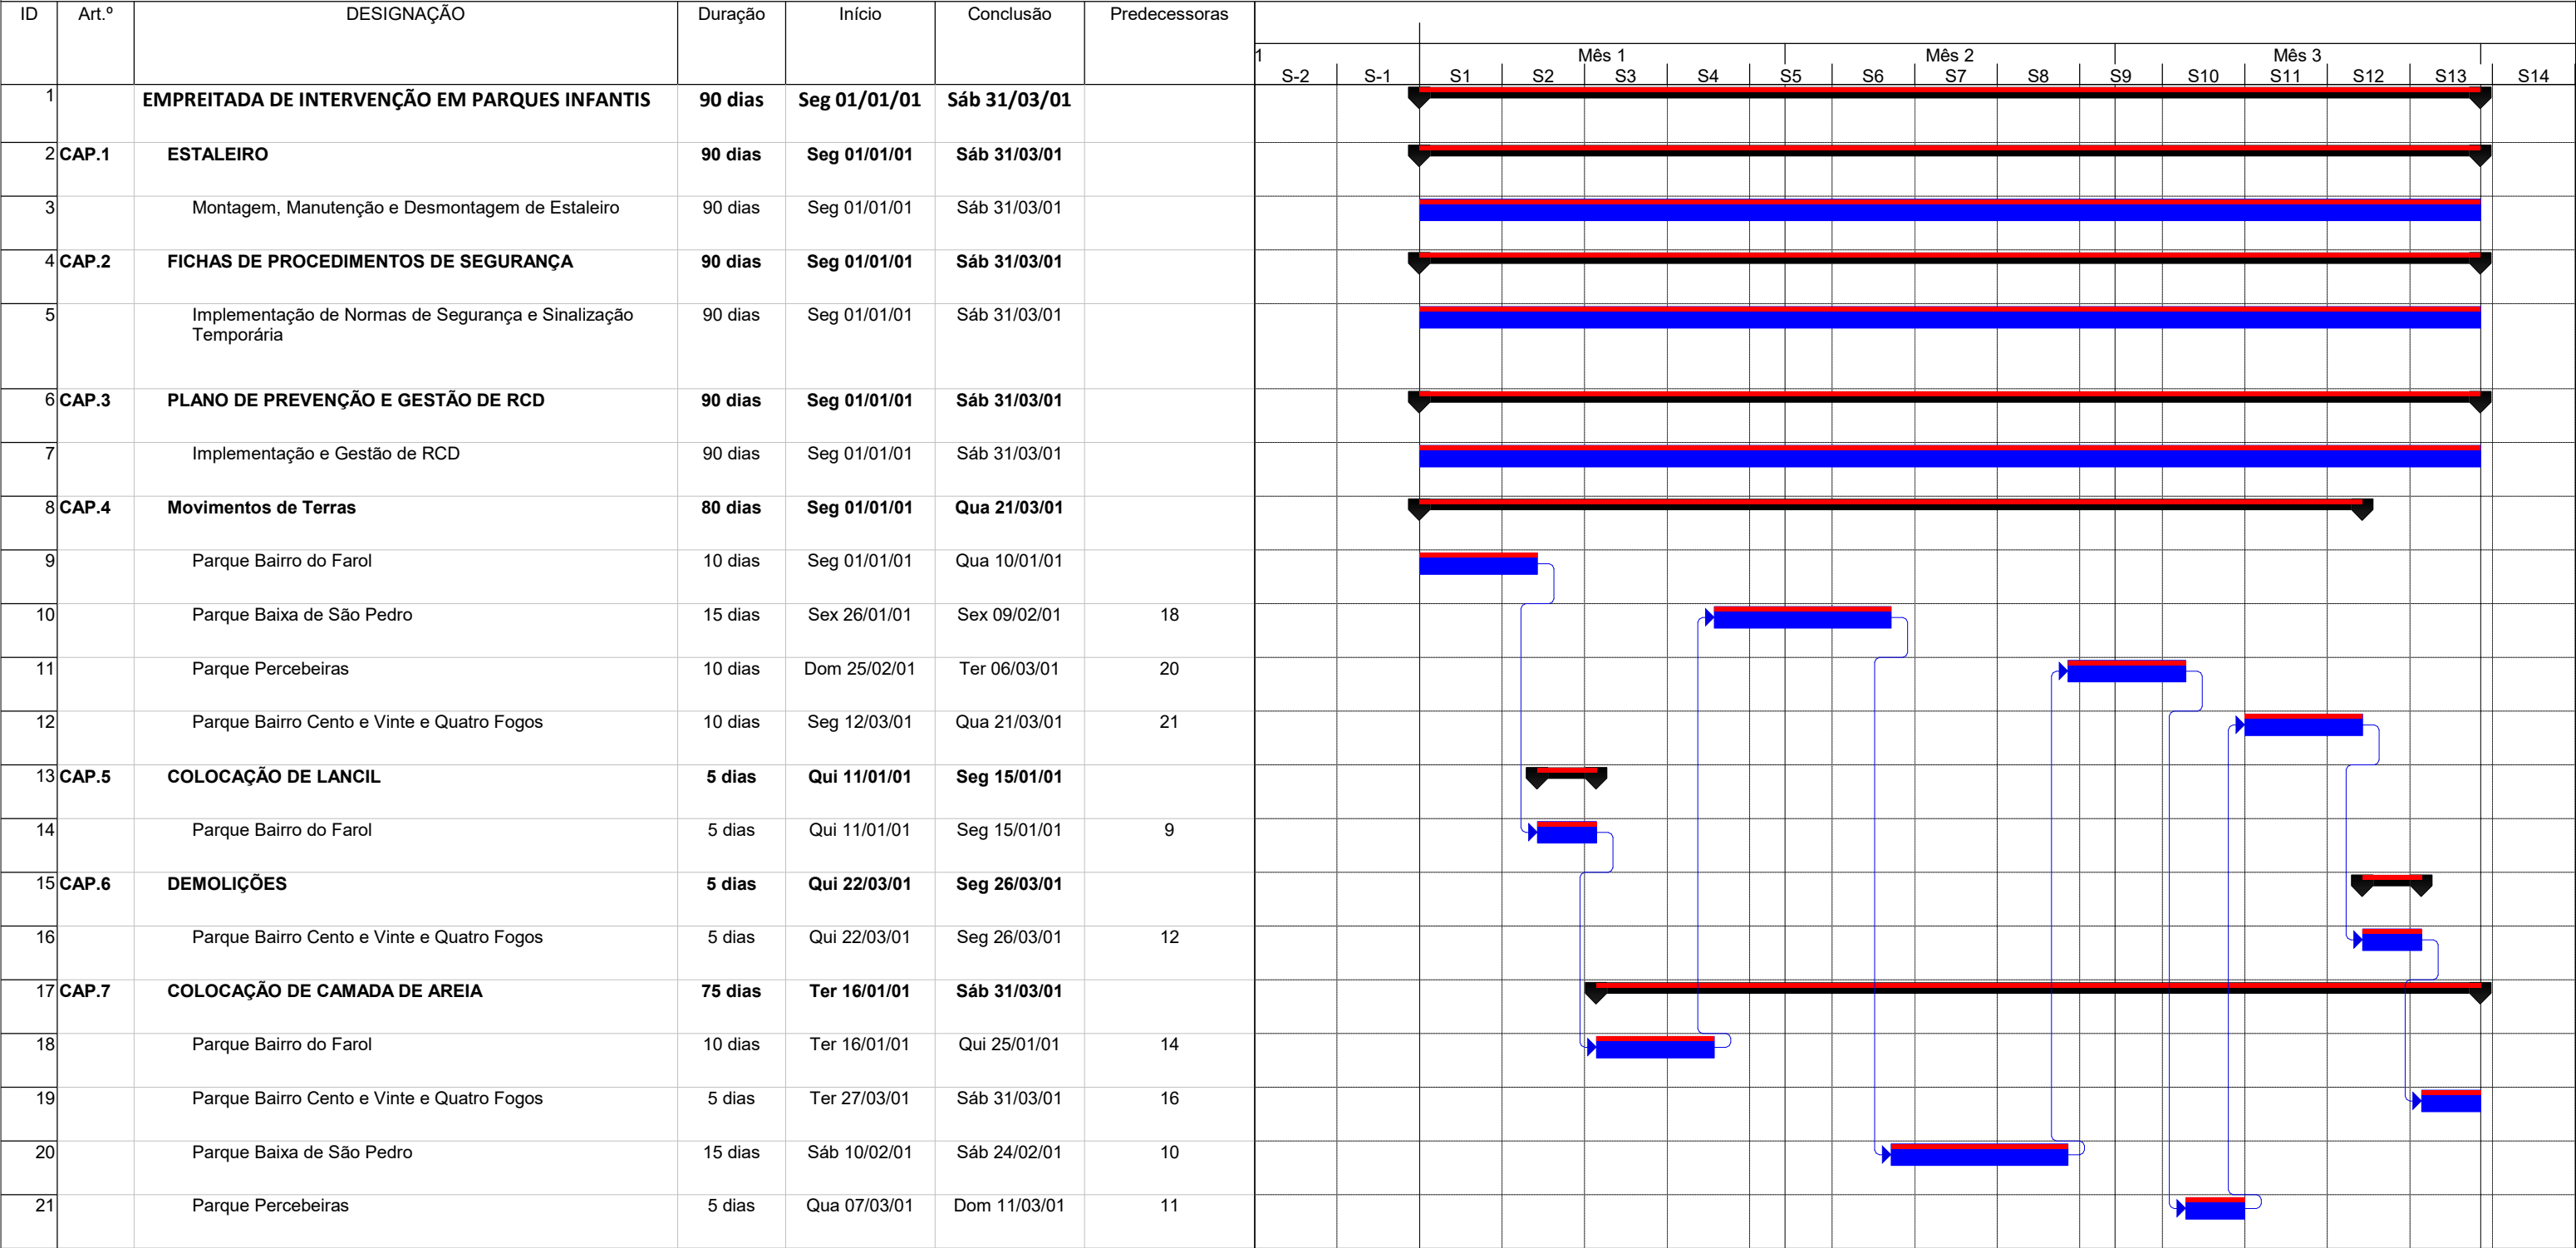 ID Art.º DESIGNAÇÃO Duração Início Conclusão Predecessoras
1 Mês 1 Mês 2 Mês 3
S-2 S-1 S1 S2 S3 S4 S5 S6 S7 S8 S9 S10 S11 S12 S13 S14
1 EMPREITADA DE INTERVENÇÃO EM PARQUES INFANTIS 90 dias Seg 01/01/01 Sáb 31/03/01
2 CAP.1 ESTALEIRO 90 dias Seg 01/01/01 Sáb 31/03/01
3 Montagem, Manutenção e Desmontagem de Estaleiro 90 dias Seg 01/01/01 Sáb 31/03/01
4 CAP.2 FICHAS DE PROCEDIMENTOS DE SEGURANÇA 90 dias Seg 01/01/01 Sáb 31/03/01
5 Implementação de Normas de Segurança e Sinalização 90 dias Seg 01/01/01 Sáb 31/03/01
Temporária
6 CAP.3 PLANO DE PREVENÇÃO E GESTÃO DE RCD 90 dias Seg 01/01/01 Sáb 31/03/01
7 Implementação e Gestão de RCD 90 dias Seg 01/01/01 Sáb 31/03/01
8 CAP.4 Movimentos de Terras 80 dias Seg 01/01/01 Qua 21/03/01
9 Parque Bairro do Farol 10 dias Seg 01/01/01 Qua 10/01/01
10 Parque Baixa de São Pedro 15 dias Sex 26/01/01 Sex 09/02/01 18
11 Parque Percebeiras 10 dias Dom 25/02/01 Ter 06/03/01 20
12 Parque Bairro Cento e Vinte e Quatro Fogos 10 dias Seg 12/03/01 Qua 21/03/01 21
13 CAP.5 COLOCAÇÃO DE LANCIL 5 dias Qui 11/01/01 Seg 15/01/01
14 Parque Bairro do Farol 5 dias Qui 11/01/01 Seg 15/01/01 9
15 CAP.6 DEMOLIÇÕES 5 dias Qui 22/03/01 Seg 26/03/01
16 Parque Bairro Cento e Vinte e Quatro Fogos 5 dias Qui 22/03/01 Seg 26/03/01 12
17 CAP.7 COLOCAÇÃO DE CAMADA DE AREIA 75 dias Ter 16/01/01 Sáb 31/03/01
18 Parque Bairro do Farol 10 dias Ter 16/01/01 Qui 25/01/01 14
19 Parque Bairro Cento e Vinte e Quatro Fogos 5 dias Ter 27/03/01 Sáb 31/03/01 16
20 Parque Baixa de São Pedro 15 dias Sáb 10/02/01 Sáb 24/02/01 10
21 Parque Percebeiras 5 dias Qua 07/03/01 Dom 11/03/01 11